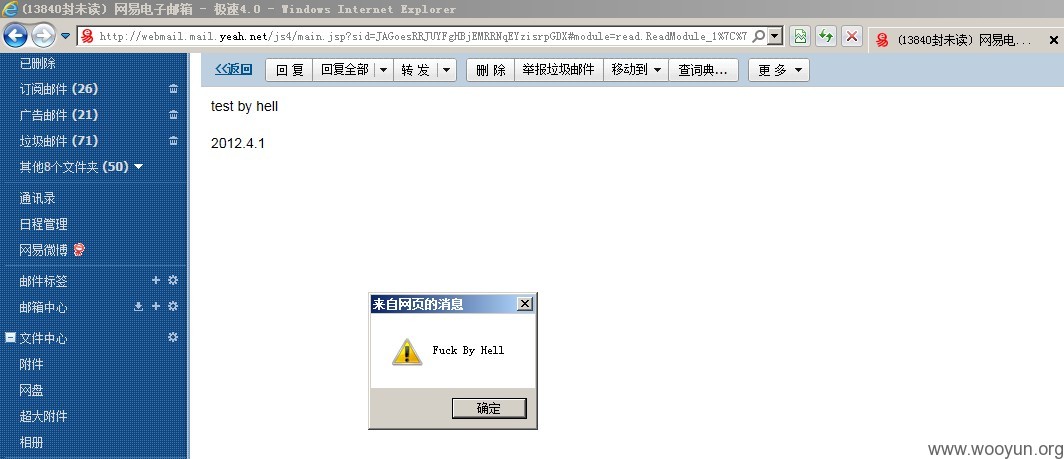 (13840封未读) 网易电子邮箱 - 极速4.0 - Windows Internet Explorer
http://webmail.mail.yeah.net/js4/main.jsp?sid=JAGoesRRJUYFgHBjEMRRNqEYzisrpGDX#module=read.ReadModule_1%7C%7
(13840封未读) 网易电...
已删除
订阅邮件 (26)
广告邮件 (21)
垃圾邮件 (71)
其他8个文件夹 (50)
通讯录
日程管理
网易微博
邮件标签
邮箱中心
文件中心
附件
网盘
超大附件
相册
<<返回 回 复 回复全部 转 发 删 除 举报垃圾邮件 移动到 查词典... 更 多
test by hell
2012.4.1
来自网页的消息
Fuck By Hell
确定
www.wooyun.org